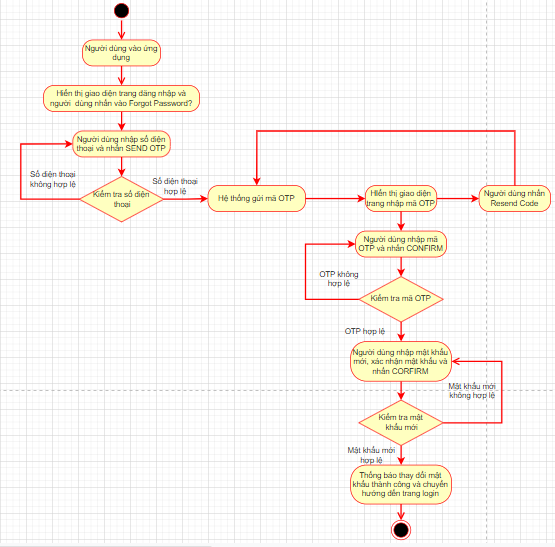 Người dùng vào ứng
dụng
Hiển thị giao diện trang đăng nhập và
người dùng nhấn vào Forgot Password?
Người dùng nhập số điện
thoại và nhấn SEND OTP
Số điện thoại
không hợp lệ
Kiểm tra số điện
thoại
Số điện thoại
hợp lệ
Hệ thống gửi mã OTP
Hiển thị giao diện
trang nhập mã OTP
Người dùng nhấn
Resend Code
Người dùng nhập mã
OTP và nhấn CONFIRM
OTP không
hợp lệ
Kiểm tra mã OTP
OTP hợp lệ
Người dùng nhập mật khẩu
mới, xác nhận mật khẩu và
nhấn CORFIRM
Mật khẩu mới
không hợp lệ
Kiểm tra mật
khẩu mới
Mật khẩu mới
hợp lệ
Thông báo thay đổi mật
khẩu thành công và chuyển
hướng đến trang login